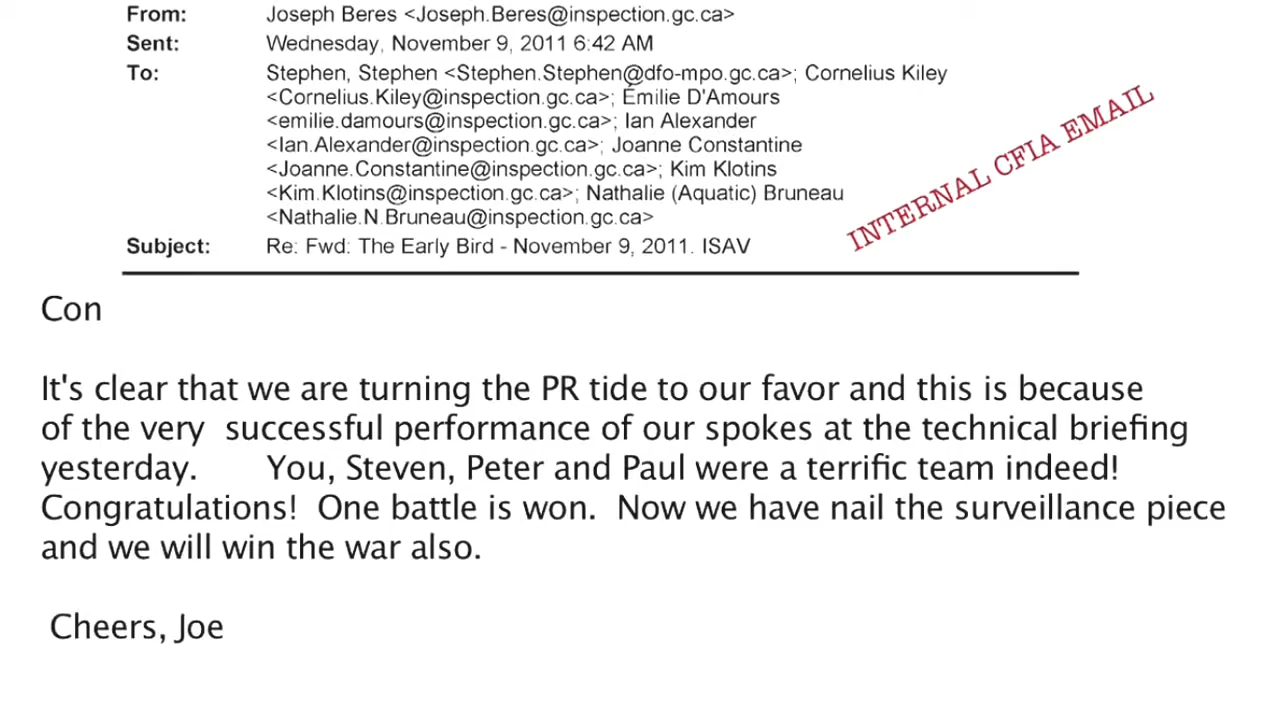 From: Joseph Beres <Joseph.Beres@inspection.gc.ca>
Sent: Wednesday, November 9, 2011 6:42 AM
To: Stephen, Stephen <Stephen.Stephen@dfo-mpo.gc.ca>; Cornelius Kiley
<Cornelius.Kiley@inspection.gc.ca>; Émilie D'Amours
<emilie.damours@inspection.gc.ca>; Ian Alexander
<Ian.Alexander@inspection.gc.ca>; Joanne Constantine
<Joanne.Constantine@inspection.gc.ca>; Kim Klotins
<Kim.Klotins@inspection.gc.ca>; Nathalie (Aquatic) Bruneau
<Nathalie.N.Bruneau@inspection.gc.ca>
INTERNAL CFIA EMAIL
Subject: Re: Fwd: The Early Bird - November 9, 2011. ISAV
Con
It's clear that we are turning the PR tide to our favor and this is because
of the very successful performance of our spokes at the technical briefing
yesterday. You, Steven, Peter and Paul were a terrific team indeed!
Congratulations! One battle is won. Now we have nail the surveillance piece
and we will win the war also.
Cheers, Joe